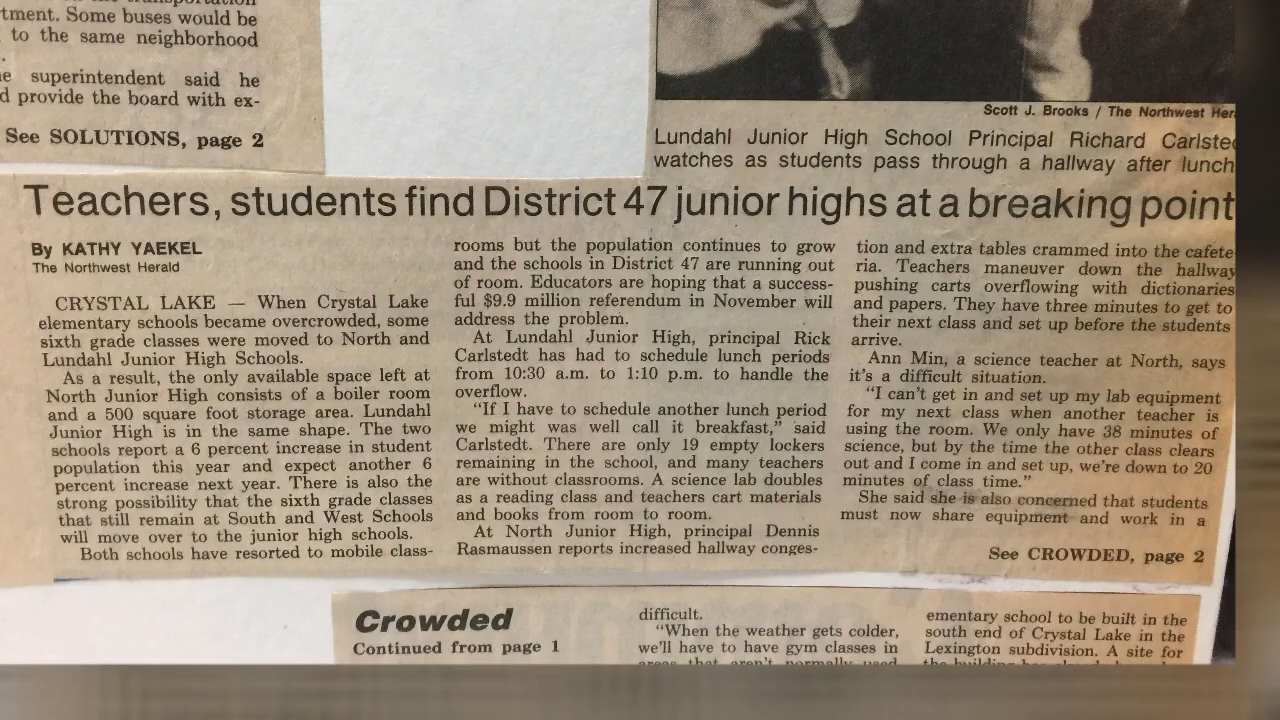 tment. Some buses would be
to the same neighborhood
e superintendent said he
d provide the board with ex-
See SOLUTIONS, page 2
Scott J. Brooks / The Northwest Her
Lundahl Junior High School Principal Richard Carlste
watches as students pass through a hallway after lunch
Teachers, students find District 47 junior highs at a breaking point
By KATHY YAEKEL
The Northwest Herald
CRYSTAL LAKE — When Crystal Lake
elementary schools became overcrowded, some
sixth grade classes were moved to North and
Lundahl Junior High Schools.
As a result, the only available space left at
North Junior High consists of a boiler room
and a 500 square foot storage area. Lundahl
Junior High is in the same shape. The two
schools report a 6 percent increase in student
population this year and expect another 6
percent increase next year. There is also the
strong possibility that the sixth grade classes
that still remain at South and West Schools
will move over to the junior high schools.
Both schools have resorted to mobile class-
rooms but the population continues to grow
and the schools in District 47 are running out
of room. Educators are hoping that a success-
ful $9.9 million referendum in November will
address the problem.
At Lundahl Junior High, principal Rick
Carlstedt has had to schedule lunch periods
from 10:30 a.m. to 1:10 p.m. to handle the
overflow.
“If I have to schedule another lunch period
we might was well call it breakfast,” said
Carlstedt. There are only 19 empty lockers
remaining in the school, and many teachers
are without classrooms. A science lab doubles
as a reading class and teachers cart materials
and books from room to room.
At North Junior High, principal Dennis
Rasmaussen reports increased hallway conges-
tion and extra tables crammed into the cafete-
ria. Teachers maneuver down the hallway
pushing carts overflowing with dictionaries
and papers. They have three minutes to get to
their next class and set up before the students
arrive.
Ann Min, a science teacher at North, says
it’s a difficult situation.
“I can’t get in and set up my lab equipment
for my next class when another teacher is
using the room. We only have 38 minutes of
science, but by the time the other class clears
out and I come in and set up, we’re down to 20
minutes of class time.”
She said she is also concerned that students
must now share equipment and work in a
See CROWDED, page 2
Crowded
Continued from page 1
difficult.
“When the weather gets colder,
we’ll have to have gym classes in
areas that aren’t normally used
ementary school to be built in the
south end of Crystal Lake in the
Lexington subdivision. A site for
the building has